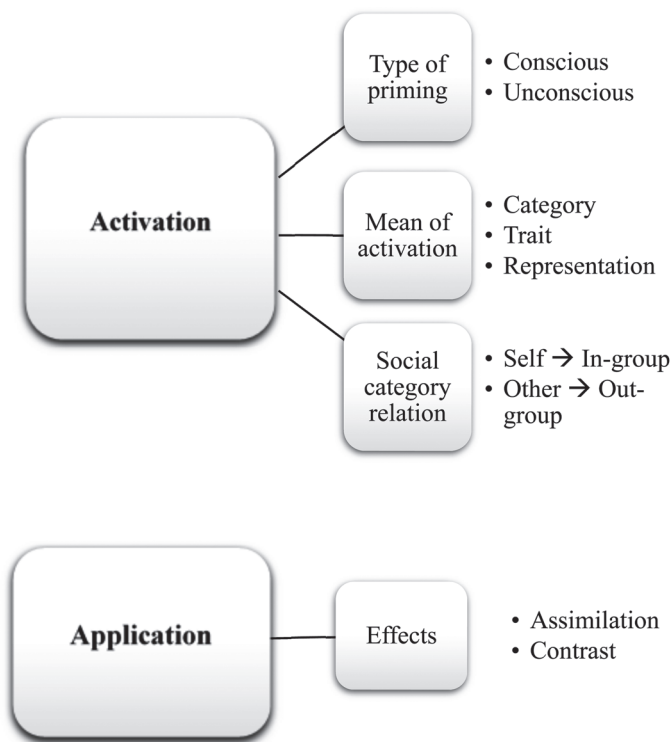 Type of
priming
• Conscious
• Unconscious
Activation
Mean of
activation
• Category
• Trait
• Representation
Social
category
relation
• Self → In-group
• Other → Out-
group
Application
Effects
• Assimilation
• Contrast